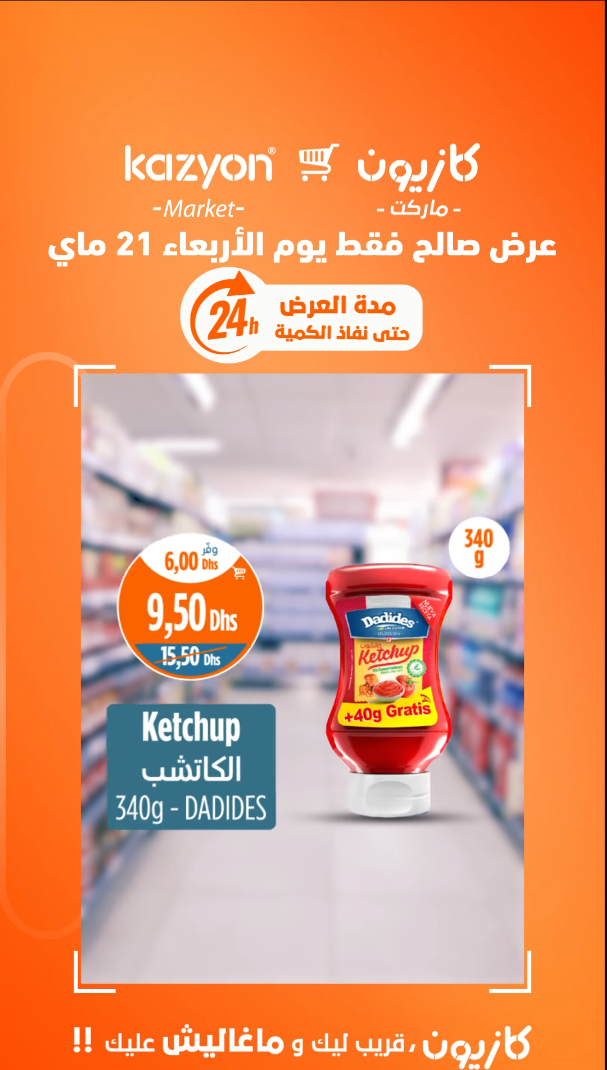 kazyon® كازيون
-Market- - ماركت -
عرض صالح فقط يوم الأربعاء 21 ماي
24h مدة العرض
حتى نفاذ الكمية
340
g
وفّر
6,00 Dhs
9,50 Dhs
15,50 Dhs
Dadides
Ketchup
+40g Gratis
Ketchup
الكاتشب
340g - DADIDES
كازيون، قريب ليك و ماغاليش عليك !!